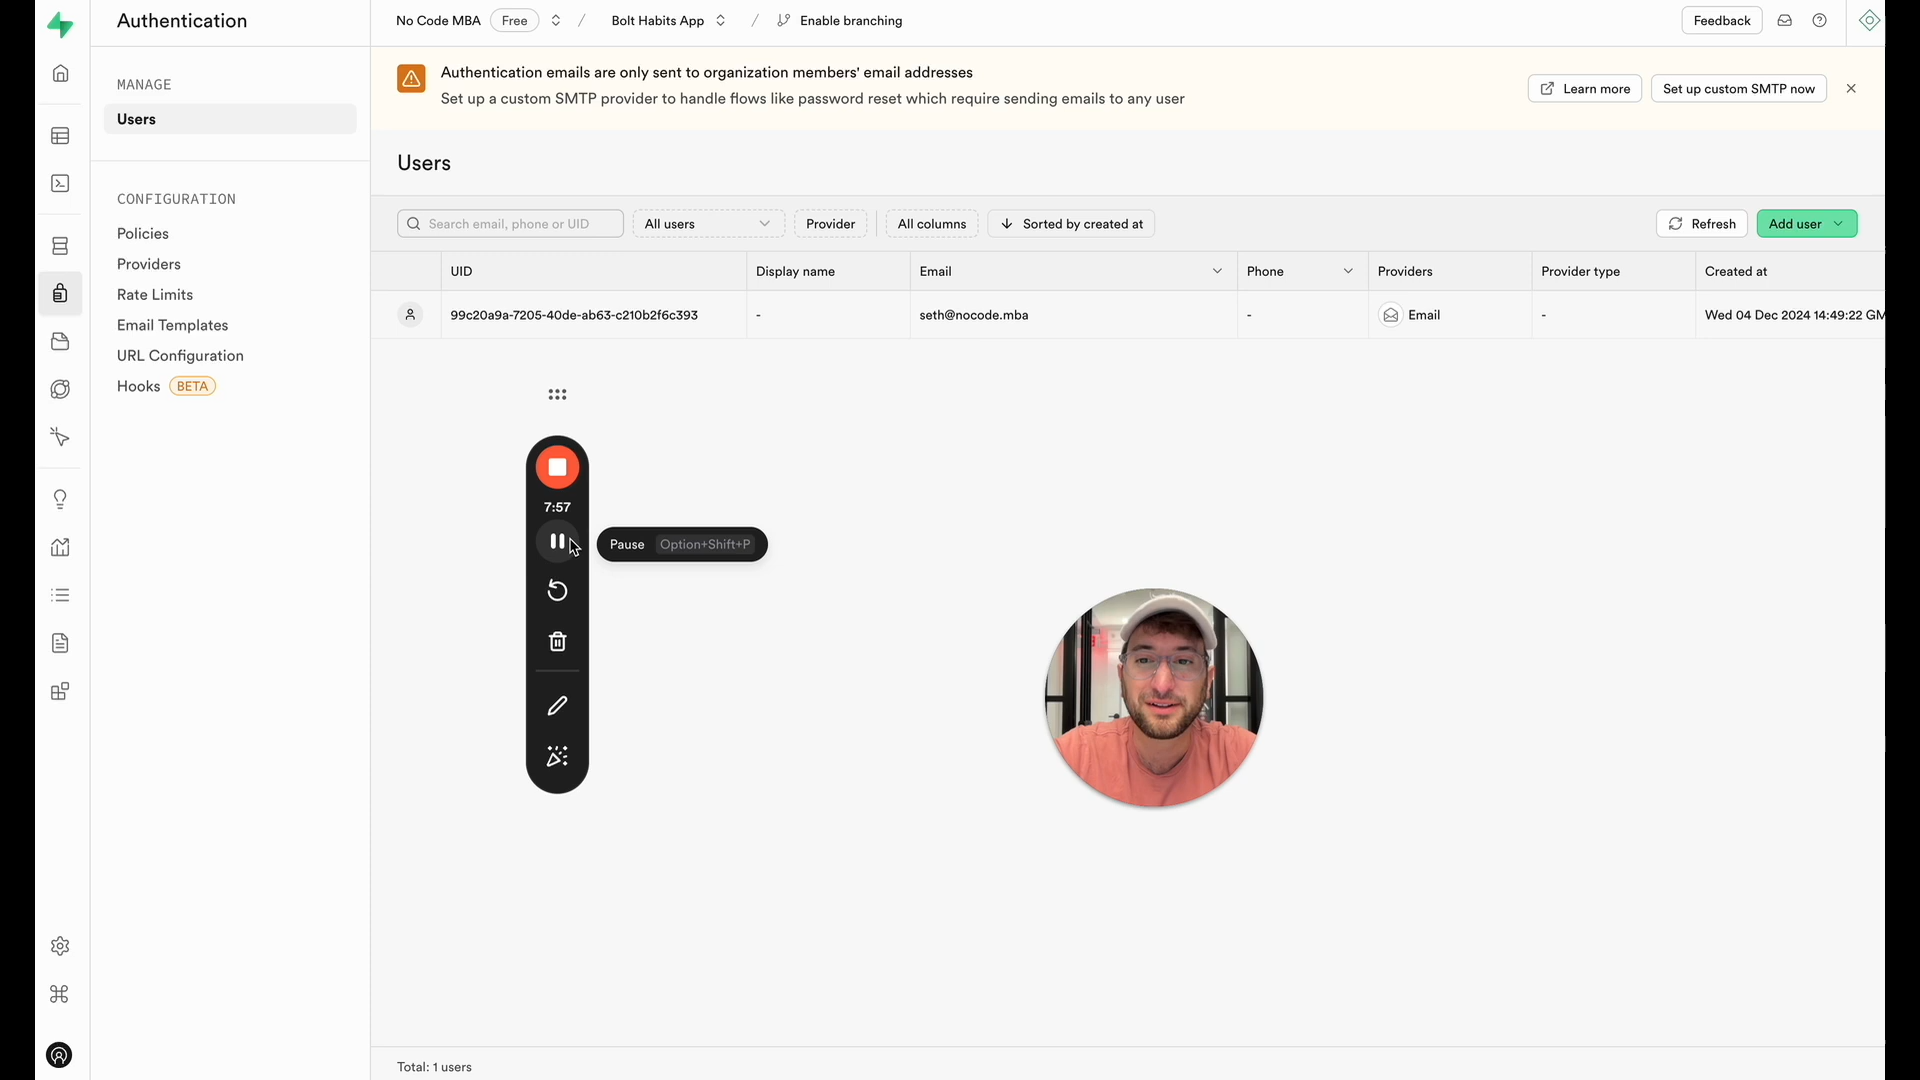 Authentication
No Code MBA Free / Bolt Habits App / Enable branching
Feedback
MANAGE
Users
CONFIGURATION
Policies
Providers
Rate Limits
Email Templates
URL Configuration
Hooks BETA
Authentication emails are only sent to organization members' email addresses
Set up a custom SMTP provider to handle flows like password reset which require sending emails to any user
Learn more
Set up custom SMTP now
Users
Search email, phone or UID
All users
Provider
All columns
Sorted by created at
Refresh
Add user
UID Display name Email Phone Providers Provider type Created at
99c20a9a-7205-40de-ab63-c210b2f6c393 - seth@nocode.mba - Email - Wed 04 Dec 2024 14:49:22 GM
7:57
Pause Option+Shift+P
Total: 1 users